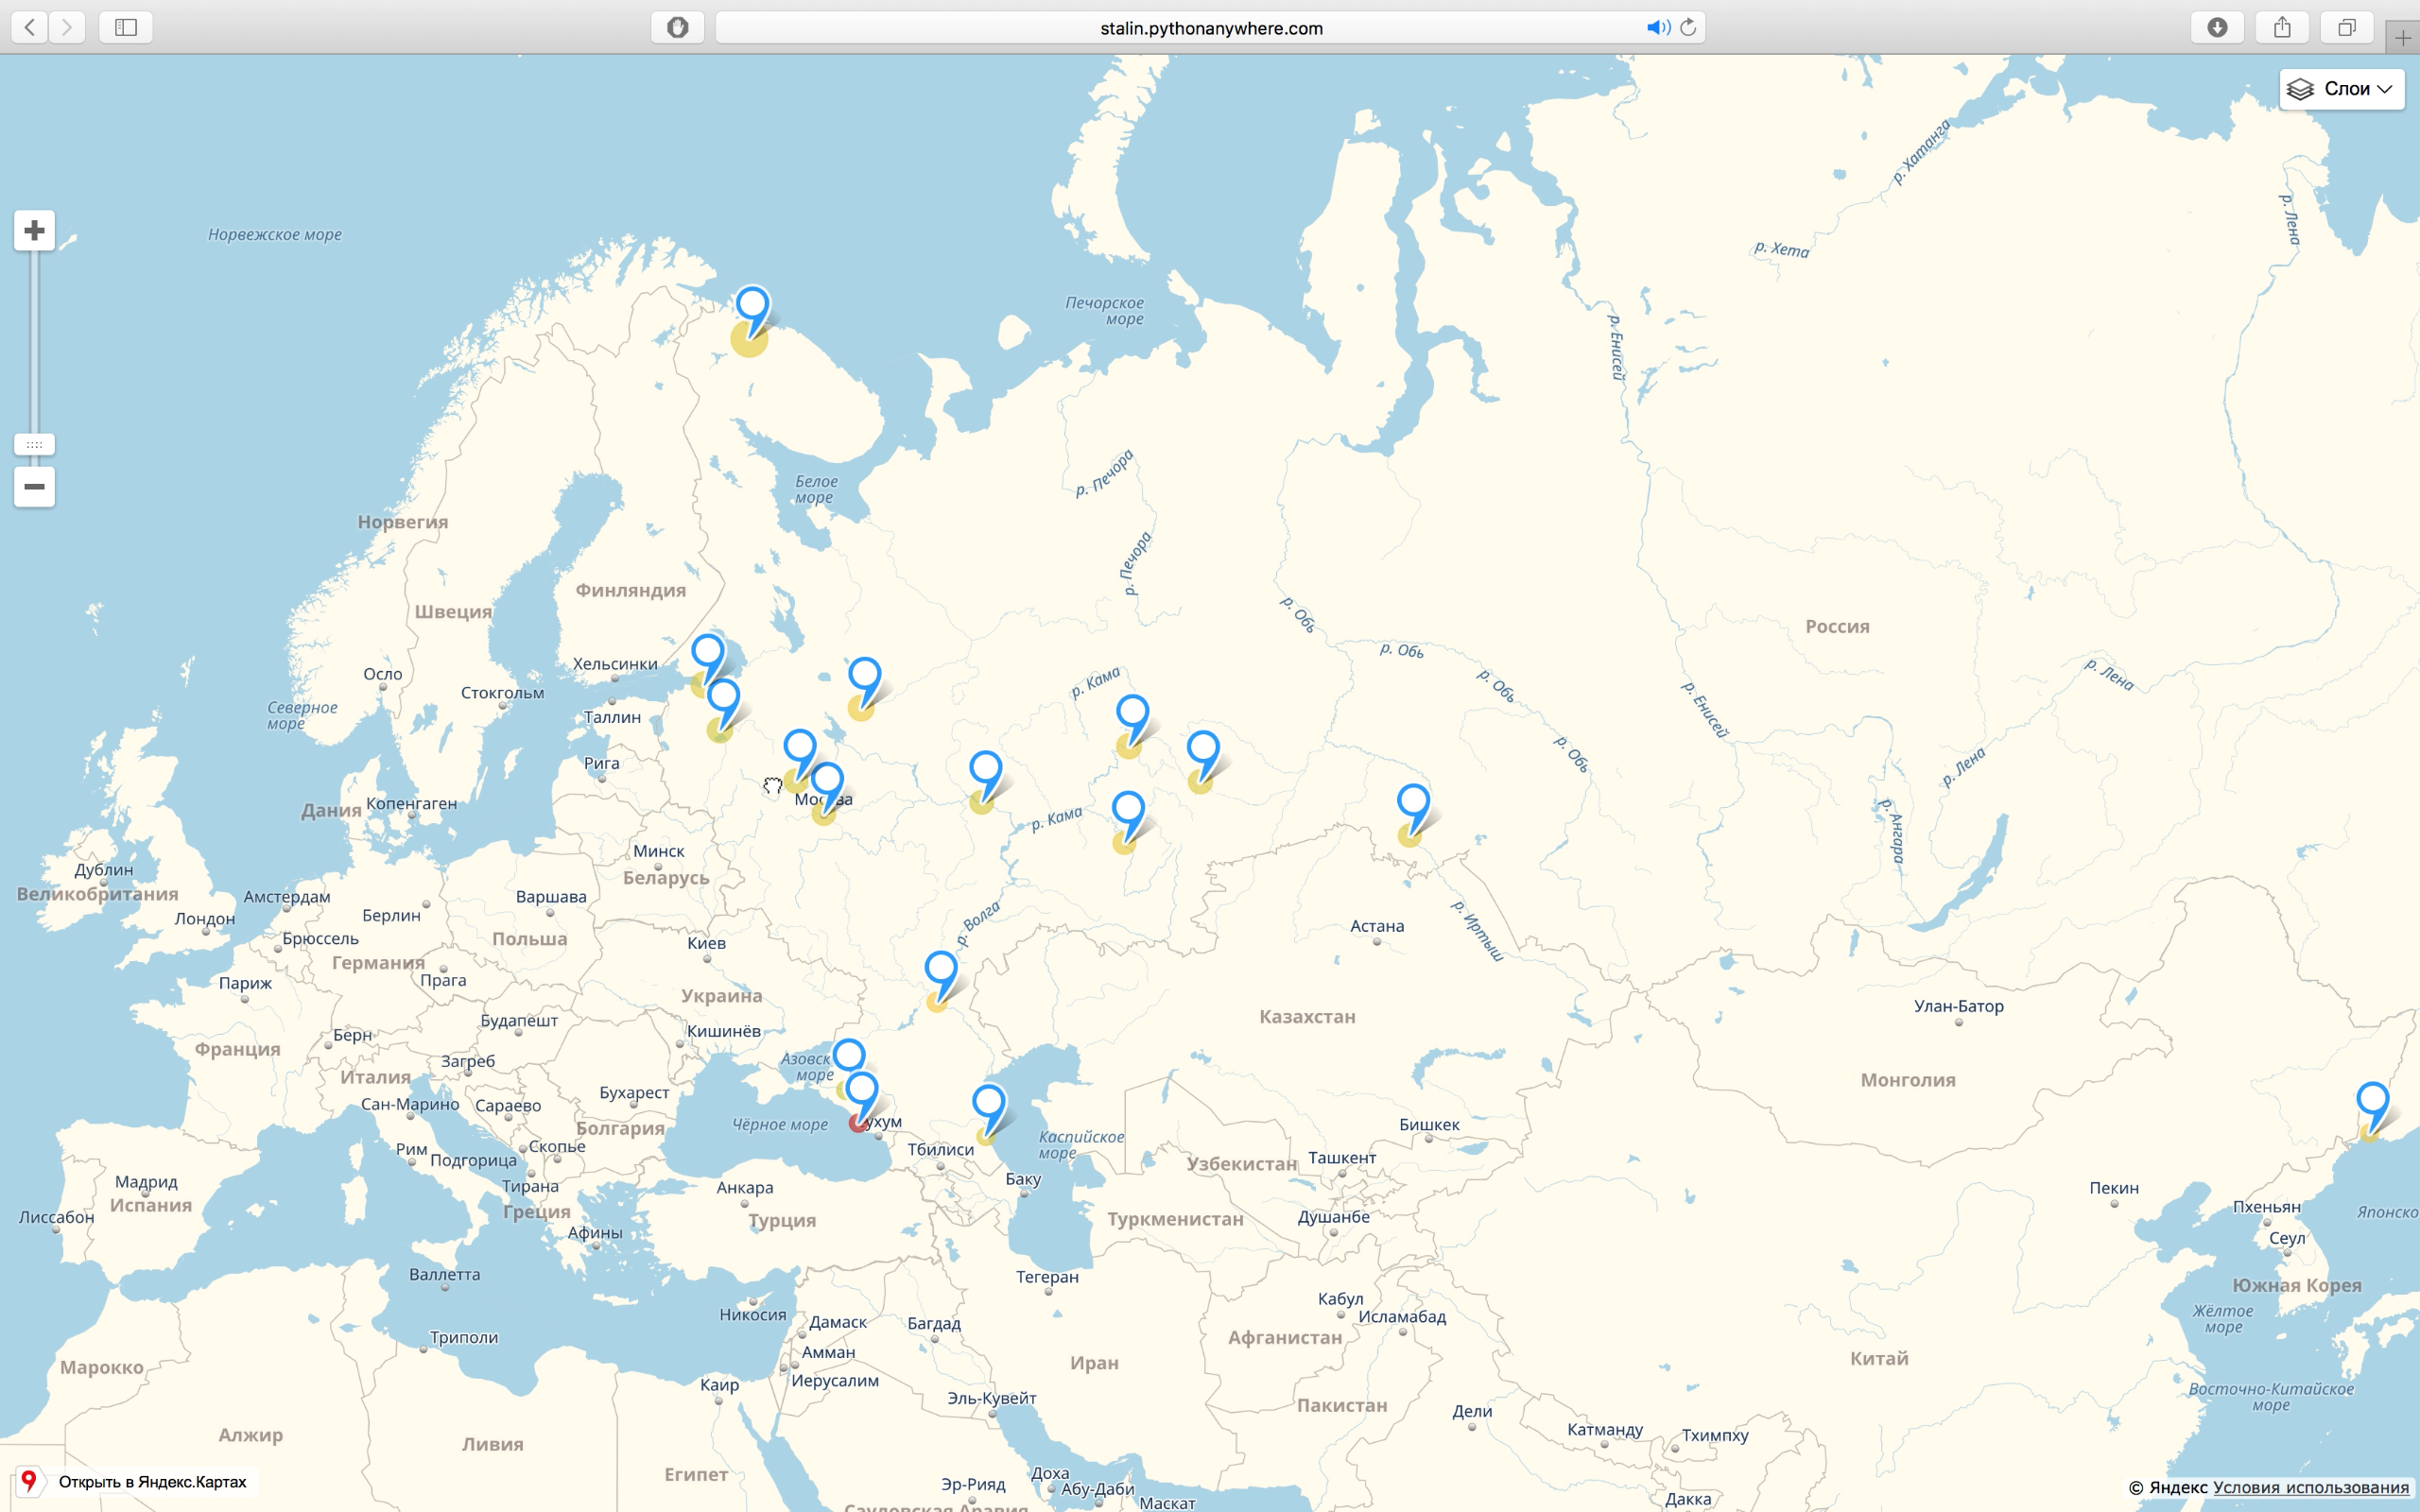 stalin.pythonanywhere.com
Слои
р. Хатанга
р. Лена
Норвежское море
р. Хета
Печорское
море
р. Енисей
р. Печора
Белое
море
Норвегия
р. Печора
Финляндия
Швеция
р. Обь
Россия
р. Обь
Хельсинки
Осло
Стокгольм
р. Кама
р. Обь
р. Енисей
р. Лена
Северное
море
Таллин
Рига
р. Обь
р. Лена
Москва
Дания
Копенгаген
р. Кама
р. Ангара
Минск
Беларусь
Дублин
Великобритания
Амстердам
Варшава
Лондон
Берлин
р. Волга
Астана
р. Иртыш
Брюссель
Польша
Киев
Германия
Прага
Париж
Украина
Улан-Батор
Казахстан
Будапешт
Кишинёв
Берн
Франция
Загреб
Азовск
море
Италия
Монголия
Бухарест
Сан-Марино
Сараево
Чёрное море
ухум
Бишкек
Болгария
Каспийское
море
Рим
Скопье
Подгорица
Тбилиси
Узбекистан
Ташкент
Мадрид
Тирана
Анкара
Баку
Пекин
Испания
Греция
Турция
Туркменистан
Душанбе
Пхеньян
Японско
Лиссабон
Афины
Сеул
Валлетта
Тегеран
Южная Корея
Никосия
Дамаск
Багдад
Кабул
Исламабад
Жёлтое
море
Триполи
Афганистан
Амман
Марокко
Иран
Китай
Иерусалим
Каир
Эль-Кувейт
Пакистан
Восточно-Китайское
море
Дели
Катманду
Тхимпху
Алжир
Ливия
Египет
Доха
Открыть в Яндекс.Картах
Эр-Рияд
Абу-Даби
© Яндекс Условия использования
Маскат
Дакка
Саудовская Аравия